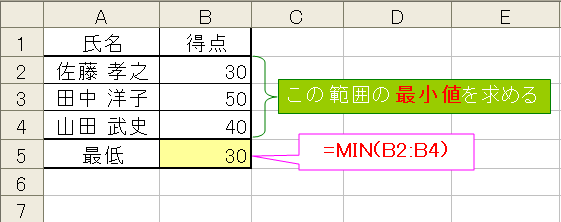 A B C D E
1 氏名 得点
2 佐藤 孝之 30
3 田中 洋子 50
この範囲の最小値を求める
4 山田 武史 40
5 最低 30
=MIN(B2:B4)
6
7